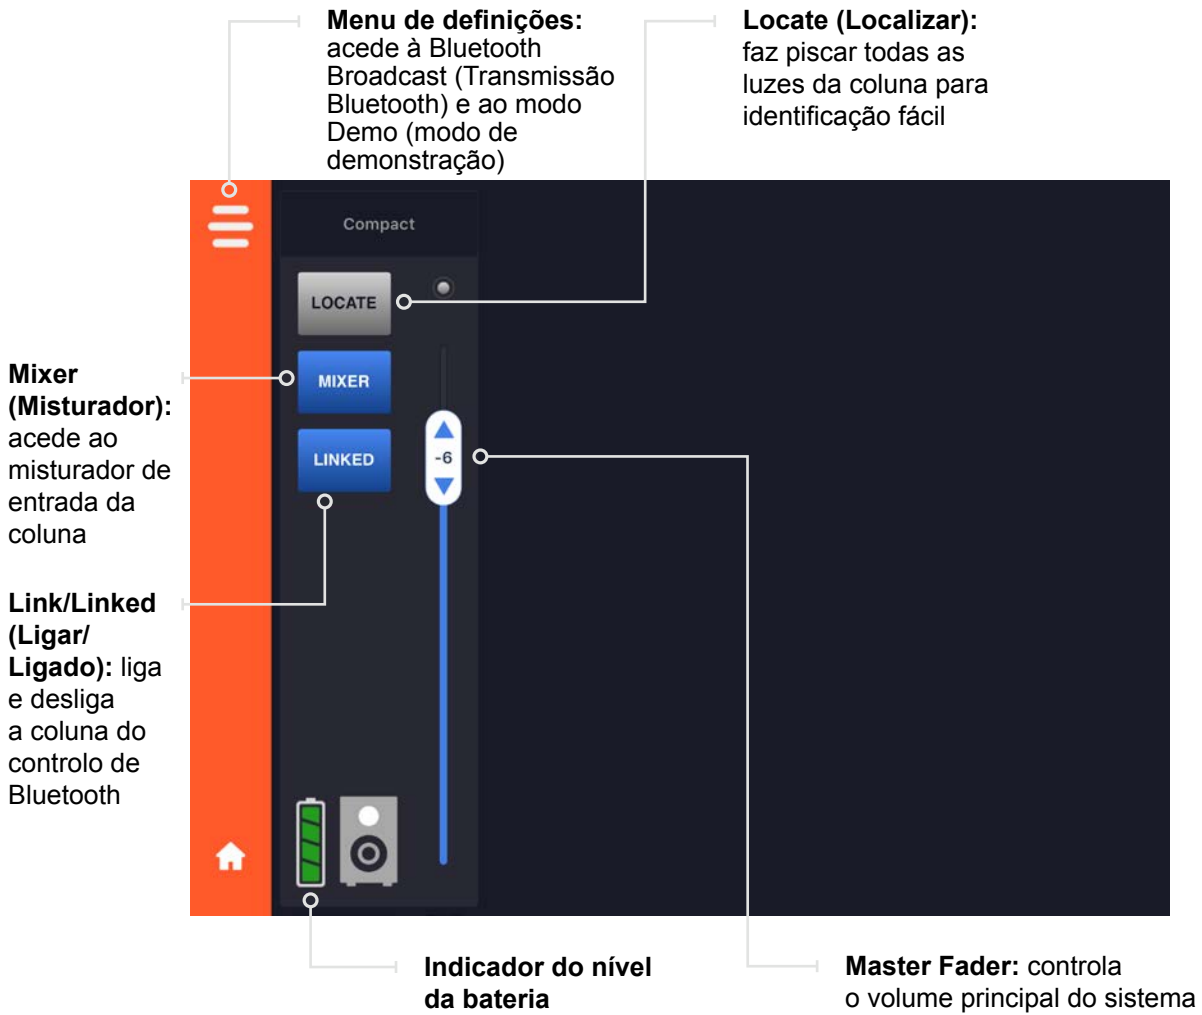 Menu de definições:
acede à Bluetooth
Broadcast (Transmissão
Bluetooth) e ao modo
Demo (modo de
demonstração)
Locate (Localizar):
faz piscar todas as
luzes da coluna para
identificação fácil
Compact
LOCATE
MIXER
LINKED
-6
Mixer
(Misturador):
acede ao
misturador de
entrada da
coluna
Link/Linked
(Ligar/
Ligado): liga
e desliga
a coluna do
controlo de
Bluetooth
Indicador do nível
da bateria
Master Fader: controla
o volume principal do sistema